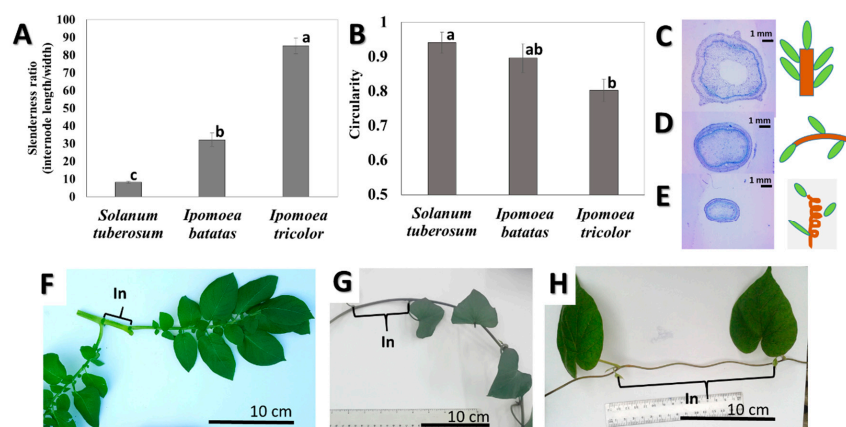 A
Slenderness ratio
(internode length/width)
100
90
80
70
60
50
40
30
20
10
0
c
b
a
Solanum
tuberosum
Ipomoea
batatas
Ipomoea
tricolor
B
Circularity
1
0.9
0.8
0.7
0.6
0.5
a
ab
b
Solanum
tuberosum
Ipomoea
batatas
Ipomoea
tricolor
C
1 mm
D
1 mm
E
1 mm
F
In
10 cm
G
In
10 cm
H
In
10 cm